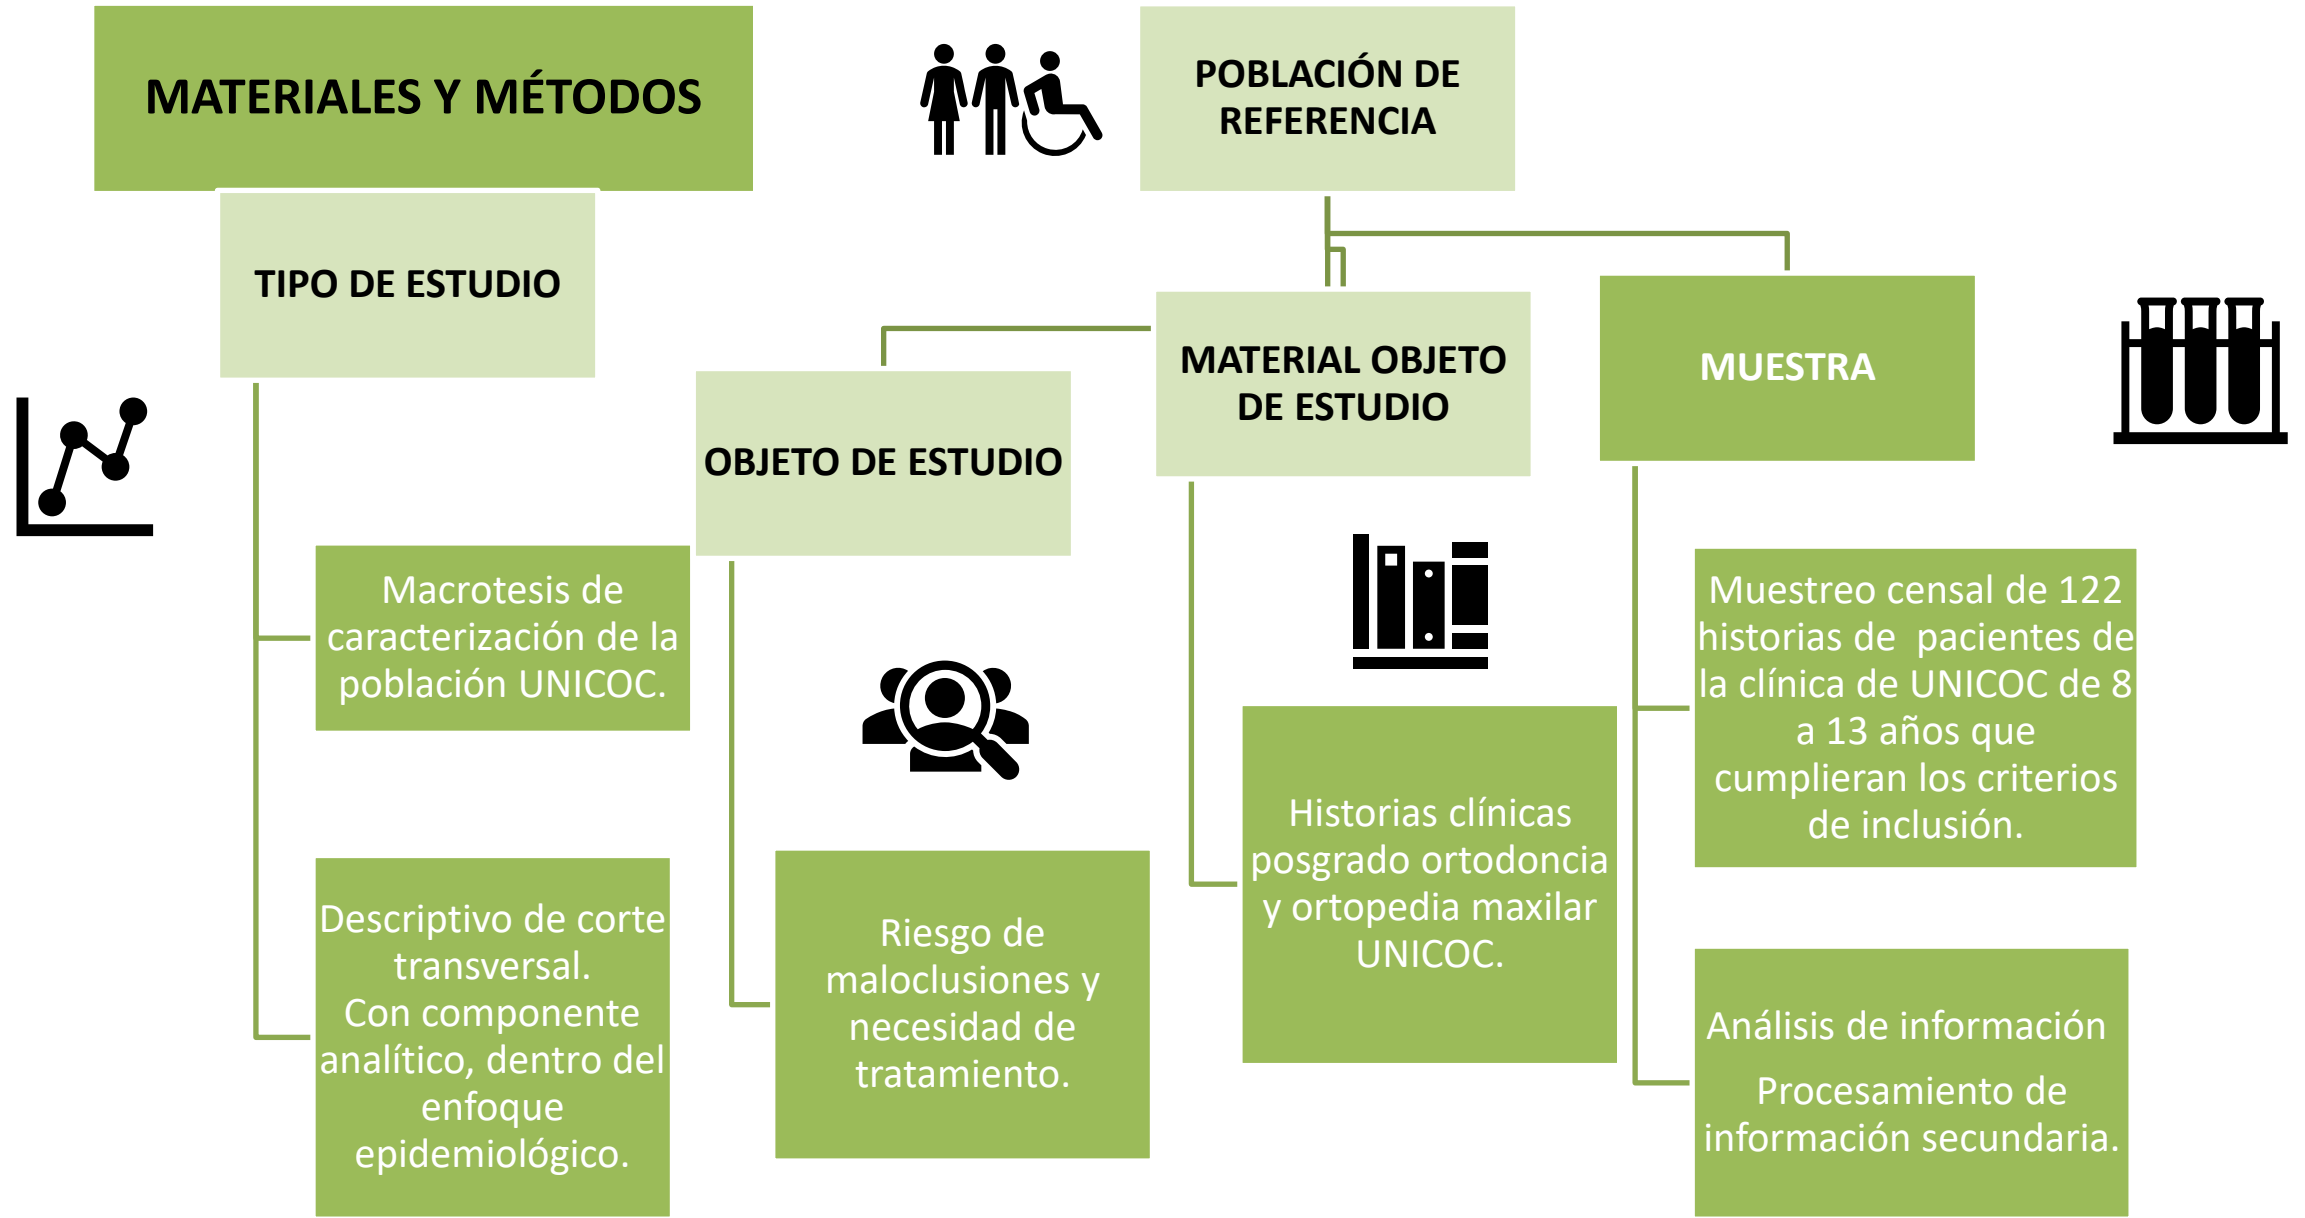 MATERIALES Y MÉTODOS
TIPO DE ESTUDIO
Macrotesis de
caracterización de la
población UNICOC.
Descriptivo de corte
transversal.
Con componente
analítico, dentro del
enfoque
epidemiológico.
POBLACIÓN DE
REFERENCIA
OBJETO DE ESTUDIO
Riesgo de
maloclusiones y
necesidad de
tratamiento.
MATERIAL OBJETO
DE ESTUDIO
Historias clínicas
posgrado ortodoncia
y ortopedia maxilar
UNICOC.
MUESTRA
Muestreo censal de 122
historias de  pacientes de
la clínica de UNICOC de 8
a 13 años que
cumplieran los criterios
de inclusión.
Análisis de información
Procesamiento de
información secundaria.